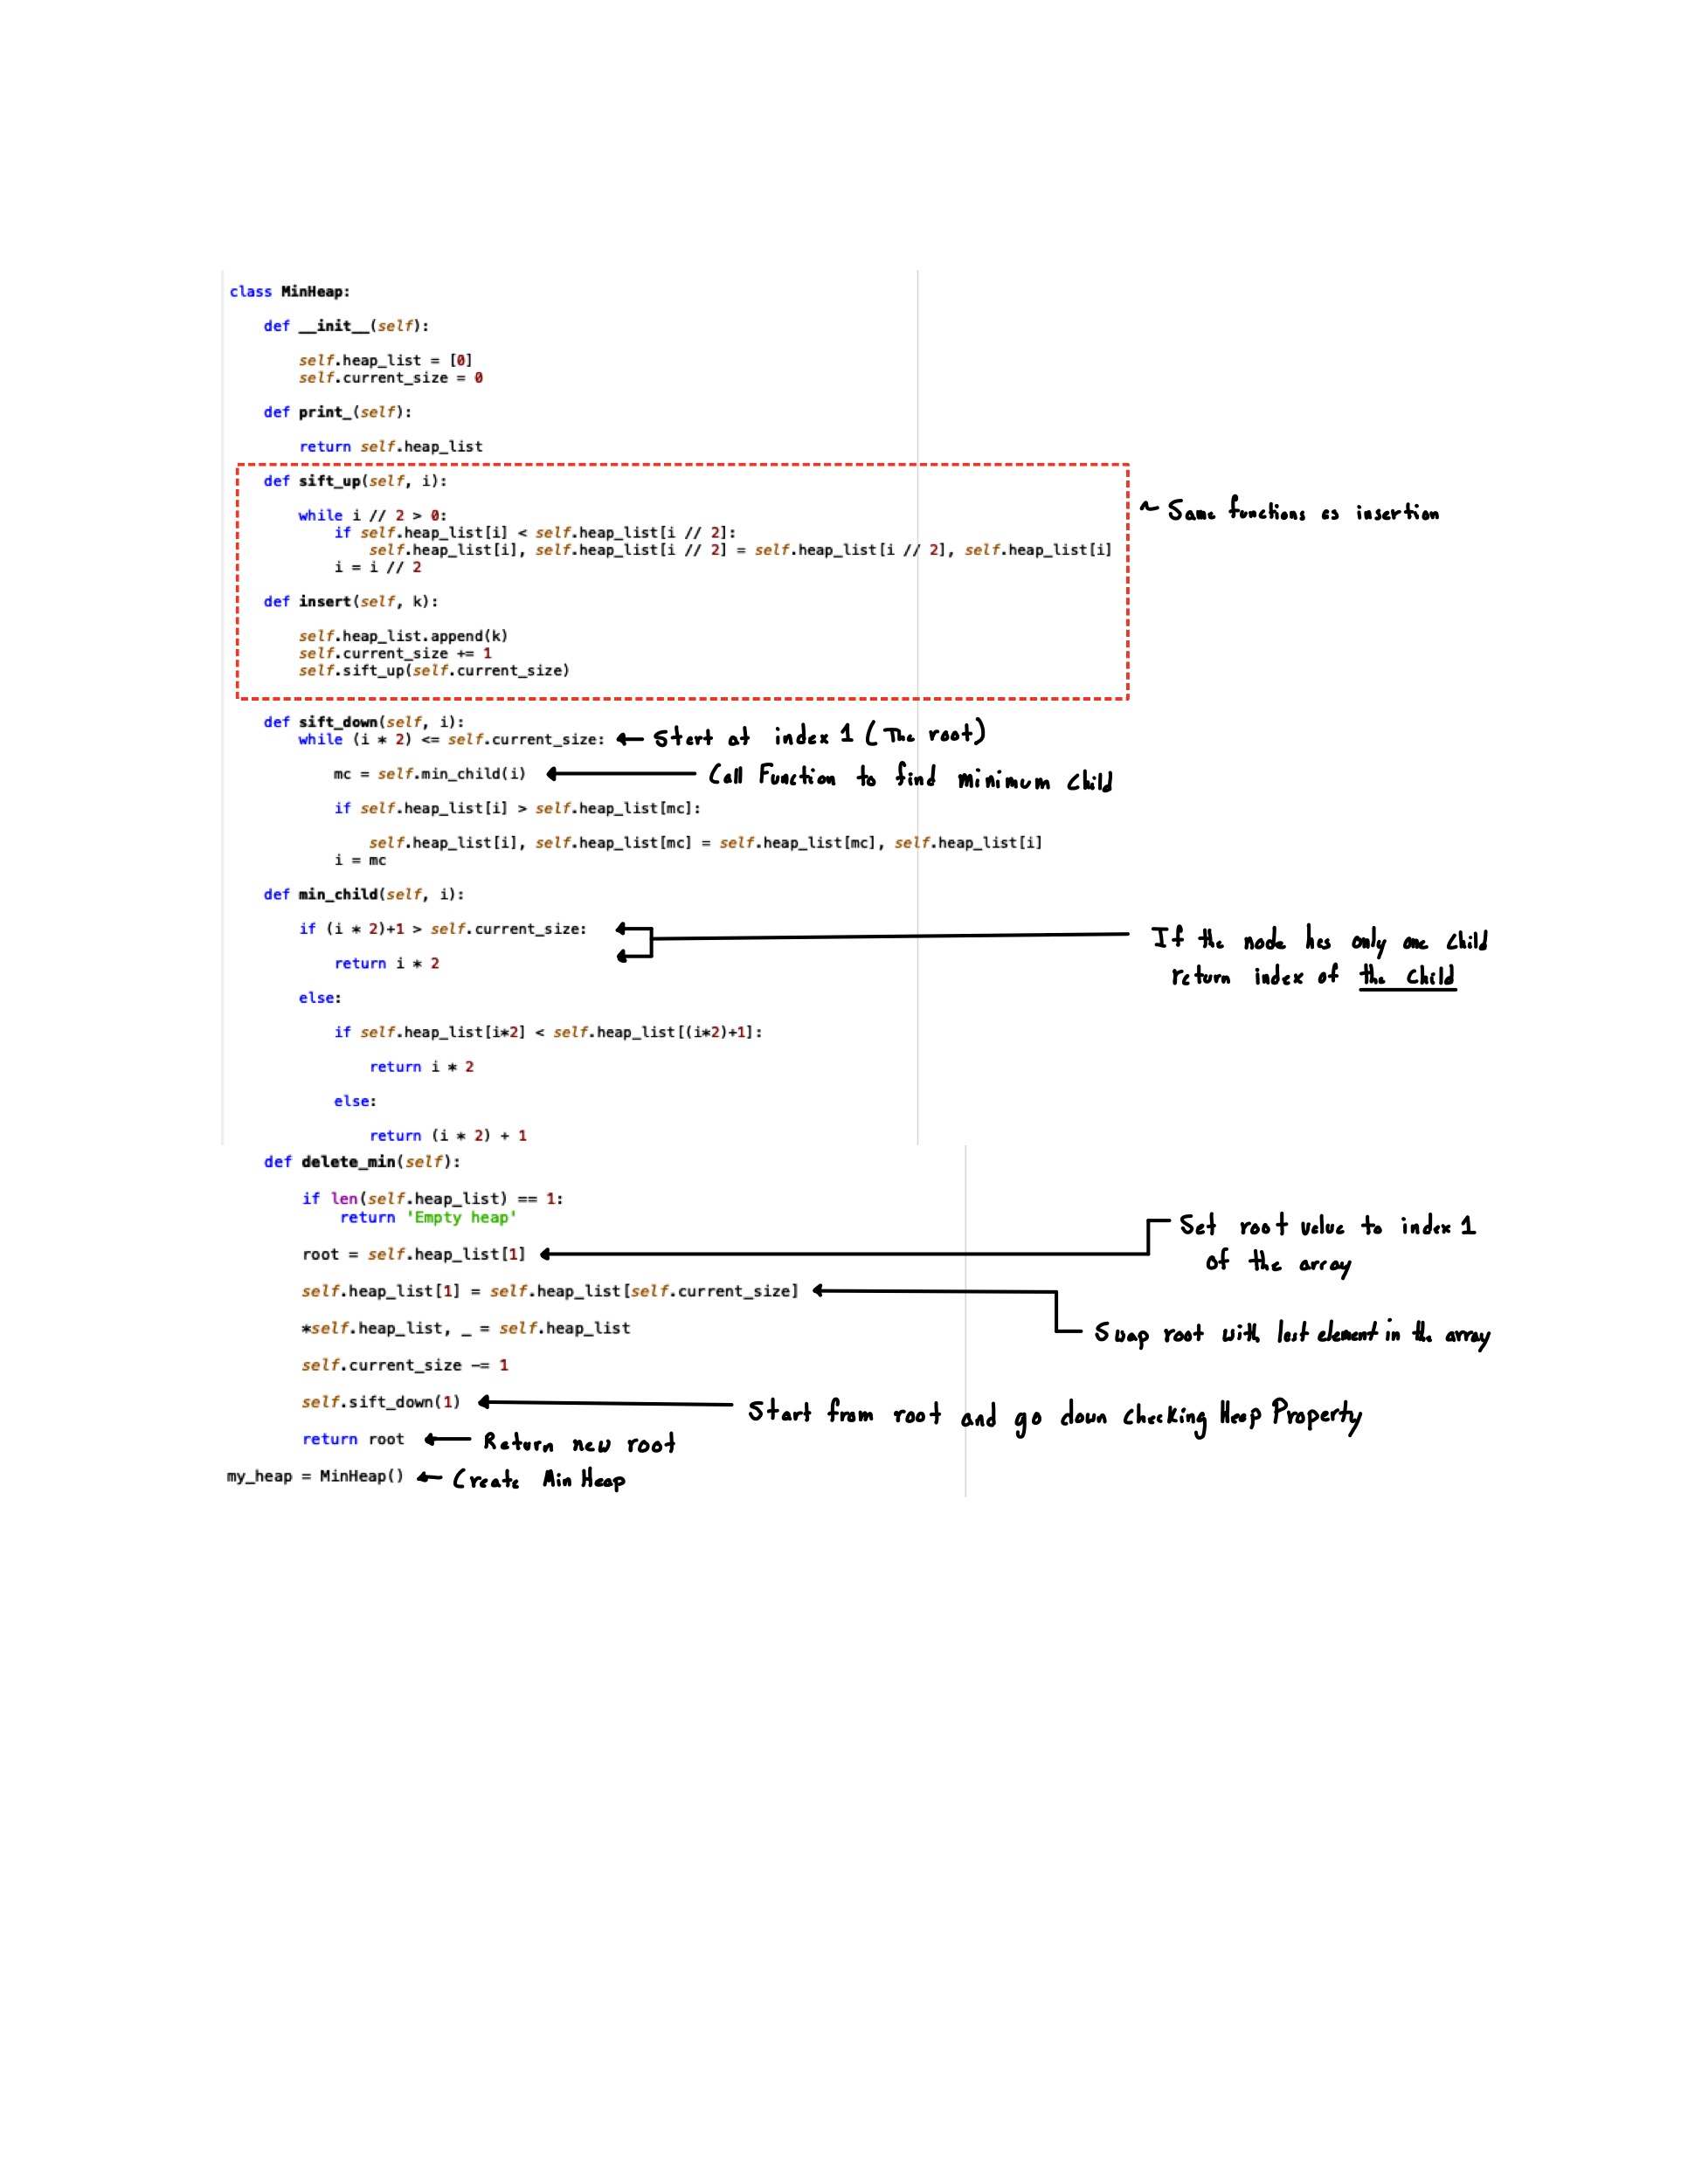 class MinHeap:
def __init__(self):
self.heap_list = [0]
self.current_size = 0
def print_(self):
return self.heap_list
def sift_up(self, i):
while i // 2 > 0:
if self.heap_list[i] < self.heap_list[i // 2]:
self.heap_list[i], self.heap_list[i // 2] = self.heap_list[i // 2], self.heap_list[i]
i = i // 2
~ Same functions as insertion
def insert(self, k):
self.heap_list.append(k)
self.current_size += 1
self.sift_up(self.current_size)
def sift_down(self, i):
while (i * 2) <= self.current_size:
Start at index 1 (The root)
mc = self.min_child(i)
Call Function to find minimum child
if self.heap_list[i] > self.heap_list[mc]:
self.heap_list[i], self.heap_list[mc] = self.heap_list[mc], self.heap_list[i]
i = mc
def min_child(self, i):
if (i * 2)+1 > self.current_size:
return i * 2
If the node has only one child
return index of the child
else:
if self.heap_list[i*2] < self.heap_list[(i*2)+1]:
return i * 2
else:
return (i * 2) + 1
def delete_min(self):
if len(self.heap_list) == 1:
return 'Empty heap'
root = self.heap_list[1]
Set root value to index 1
of the array
self.heap_list[1] = self.heap_list[self.current_size]
Swap root with last element in the array
*self.heap_list, _ = self.heap_list
self.current_size -= 1
self.sift_down(1)
Start from root and go down checking Heap Property
return root
Return new root
my_heap = MinHeap()
Create Min Heap